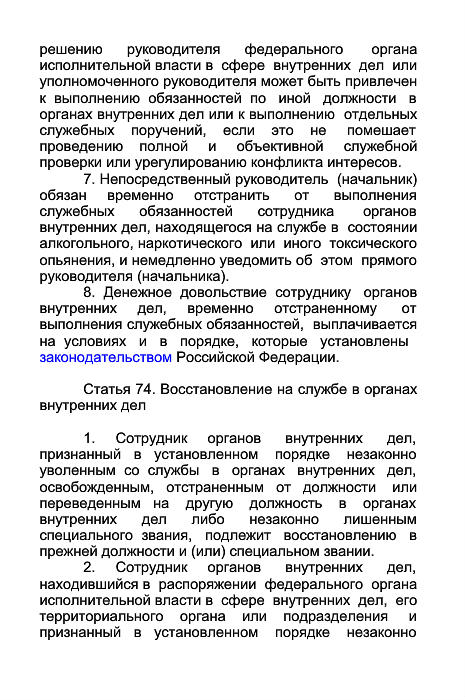 решению руководителя федерального органа
исполнительной власти в сфере внутренних дел или
уполномоченного руководителя может быть привлечен
к выполнению обязанностей по иной должности в
органах внутренних дел или к выполнению отдельных
служебных поручений, если это не помешает
проведению полной и объективной служебной
проверки или урегулированию конфликта интересов.
7. Непосредственный руководитель (начальник)
обязан временно отстранить от выполнения
служебных обязанностей сотрудника органов
внутренних дел, находящегося на службе в состоянии
алкогольного, наркотического или иного токсического
опьянения, и немедленно уведомить об этом прямого
руководителя (начальника).
8. Денежное довольствие сотруднику органов
внутренних дел, временно отстраненному от
выполнения служебных обязанностей, выплачивается
на условиях и в порядке, которые установлены
законодательством Российской Федерации.
Статья 74. Восстановление на службе в органах
внутренних дел
1. Сотрудник органов внутренних дел,
признанный в установленном порядке незаконно
уволенным со службы в органах внутренних дел,
освобожденным, отстраненным от должности или
переведенным на другую должность в органах
внутренних дел либо незаконно лишенным
специального звания, подлежит восстановлению в
прежней должности и (или) специальном звании.
2. Сотрудник органов внутренних дел,
находившийся в распоряжении федерального органа
исполнительной власти в сфере внутренних дел, его
территориального органа или подразделения и
признанный в установленном порядке незаконно